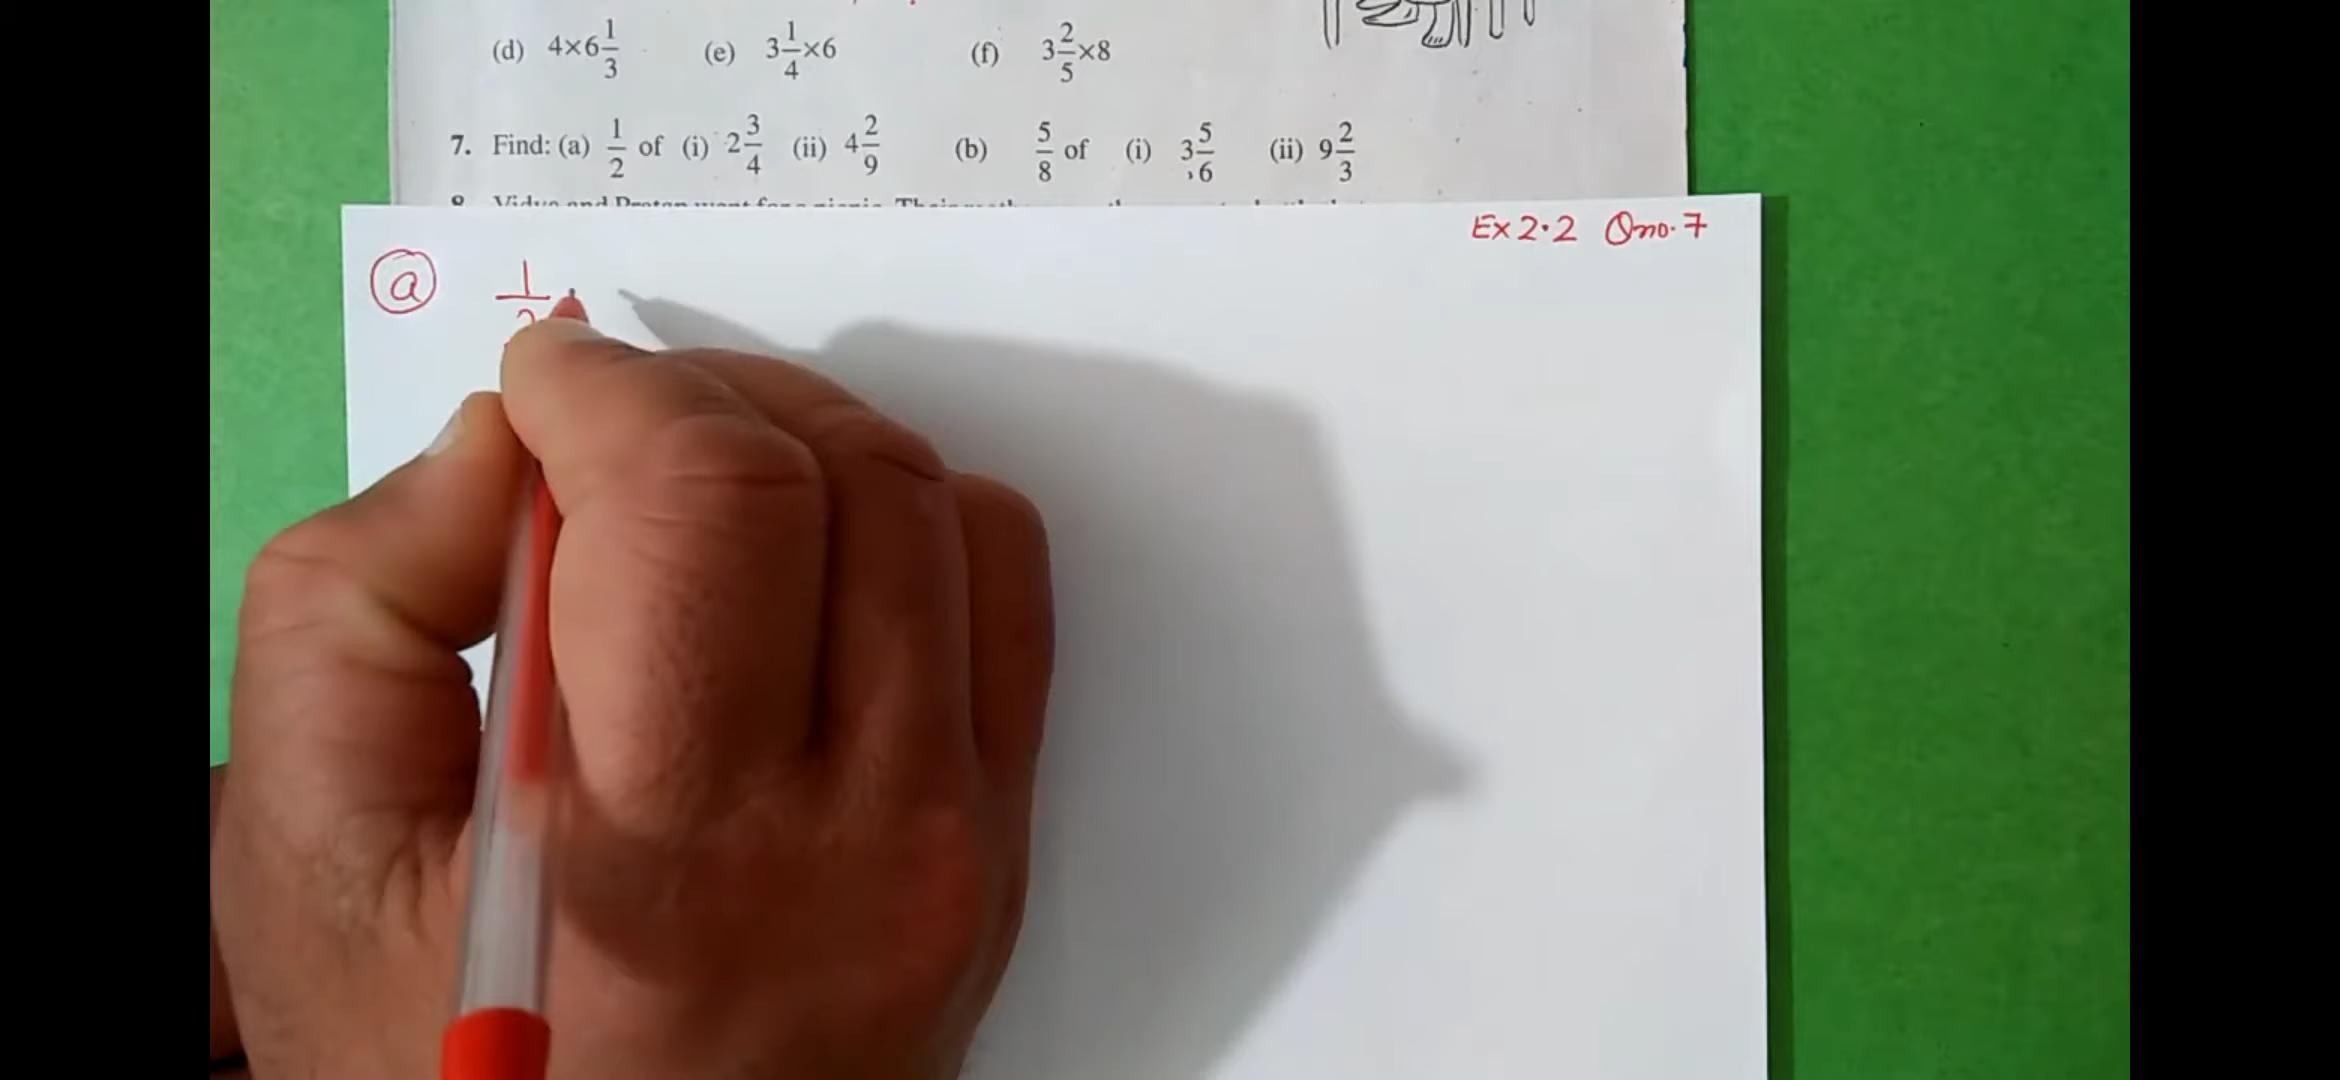 (d) 4×6 1/3 (e) 3 1/4 ×6 (f) 3 2/5 ×8
7. Find: (a) 1/2 of (i) 2 3/4 (ii) 4 2/9 (b) 5/8 of (i) 3 5/6 (ii) 9 2/3
Ex 2.2 Qno. 7
(a) 1/2